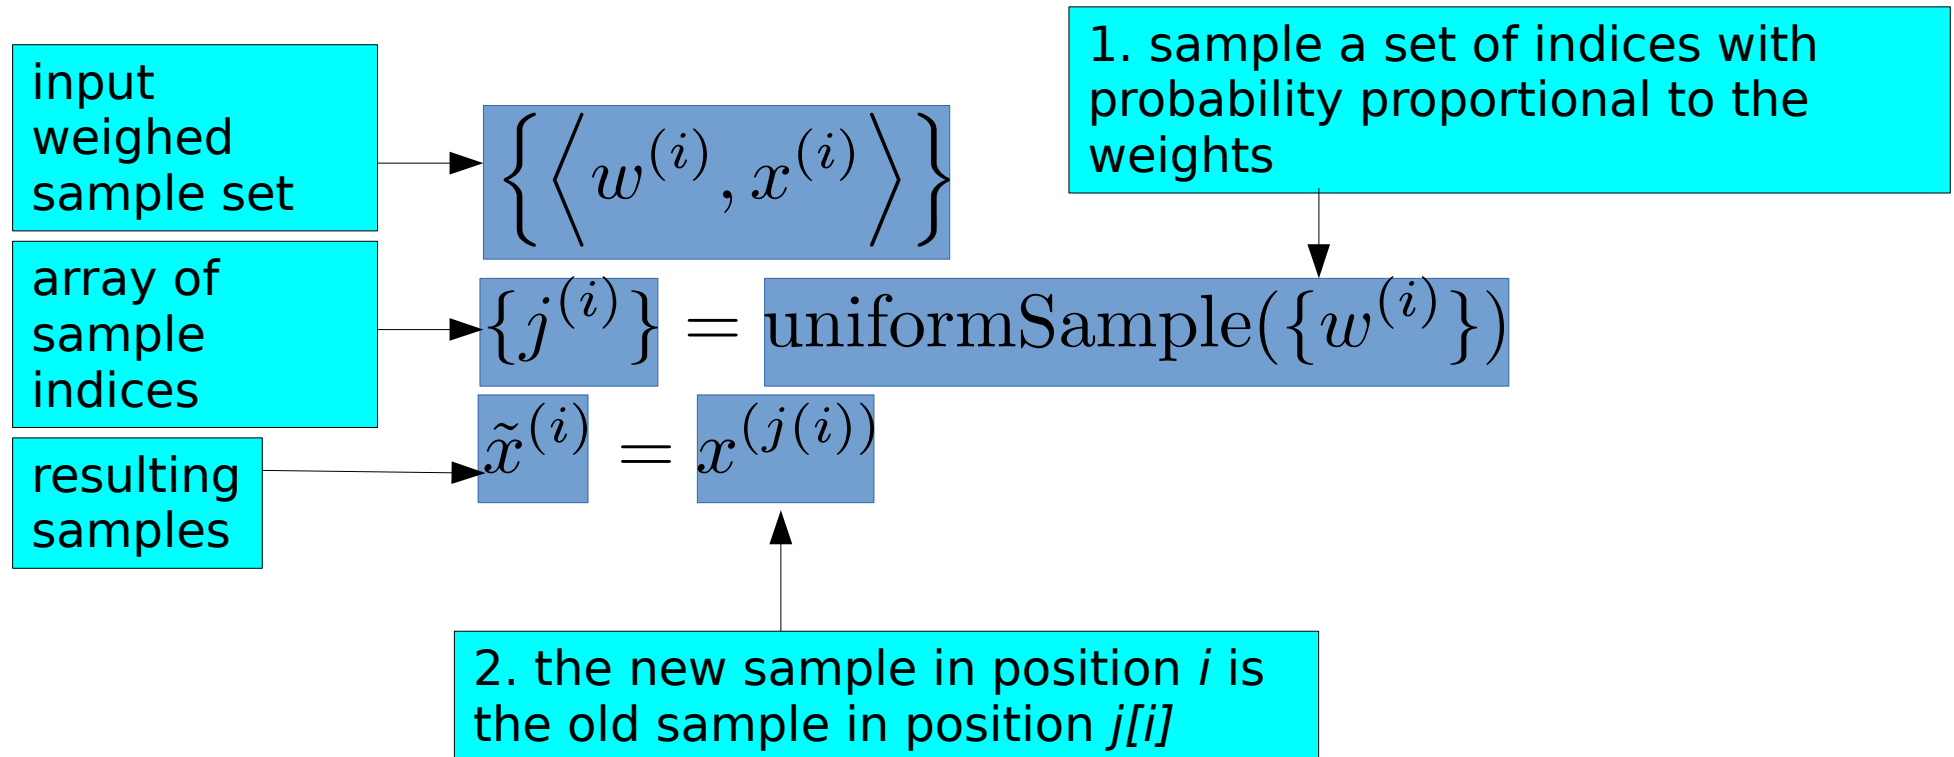 input
weighed
sample set
{⟨w^(i), x^(i)⟩}
1. sample a set of indices with
probability proportional to the
weights
array of
sample
indices
{j^(i)} = uniformSample({w^(i)})
resulting
samples
x̃^(i) = x^(j(i))
2. the new sample in position i is
the old sample in position j[i]